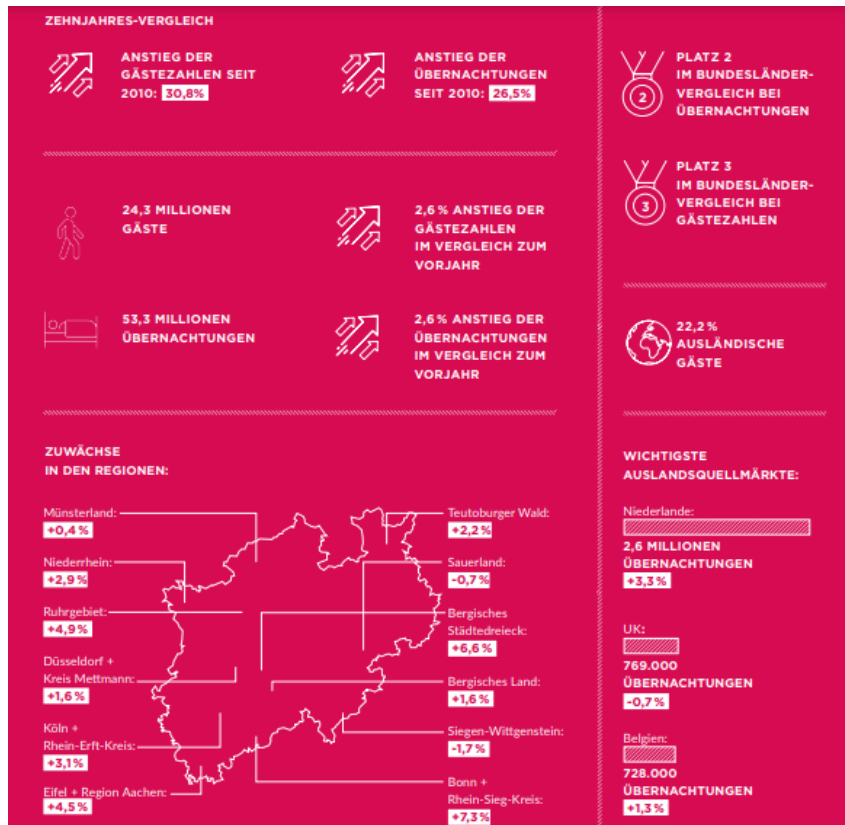 ZEHNJAHRES-VERGLEICH
ANSTIEG DER
GÄSTEZAHLEN SEIT
2010: 30,8%
ANSTIEG DER
ÜBERNACHTUNGEN
SEIT 2010: 26,5%
24,3 MILLIONEN
GÄSTE
2,6 % ANSTIEG DER
GÄSTEZAHLEN
IM VERGLEICH ZUM
VORJAHR
53,3 MILLIONEN
ÜBERNACHTUNGEN
2,6 % ANSTIEG DER
ÜBERNACHTUNGEN
IM VERGLEICH ZUM
VORJAHR
ZUWÄCHSE
IN DEN REGIONEN:
Münsterland:
+0,4 %
Niederrhein:
+2,9 %
Ruhrgebiet:
+4,9 %
Düsseldorf +
Kreis Mettmann:
+1,6 %
Köln +
Rhein-Erft-Kreis:
+3,1 %
Eifel + Region Aachen:
+4,5 %
Teutoburger Wald:
+2,2 %
Sauerland:
-0,7 %
Bergisches
Städtedreieck:
+6,6 %
Bergisches Land:
+1,6 %
Siegen-Wittgenstein:
-1,7 %
Bonn +
Rhein-Sieg-Kreis:
+7,3 %
2
PLATZ 2
IM BUNDESLÄNDER-
VERGLEICH BEI
ÜBERNACHTUNGEN
3
PLATZ 3
IM BUNDESLÄNDER-
VERGLEICH BEI
GÄSTEZAHLEN
22,2 %
AUSLÄNDISCHE
GÄSTE
WICHTIGSTE
AUSLANDSQUELLMÄRKTE:
Niederlande:
2,6 MILLIONEN
ÜBERNACHTUNGEN
+3,3 %
UK:
769.000
ÜBERNACHTUNGEN
-0,7 %
Belgien:
728.000
ÜBERNACHTUNGEN
+1,3 %